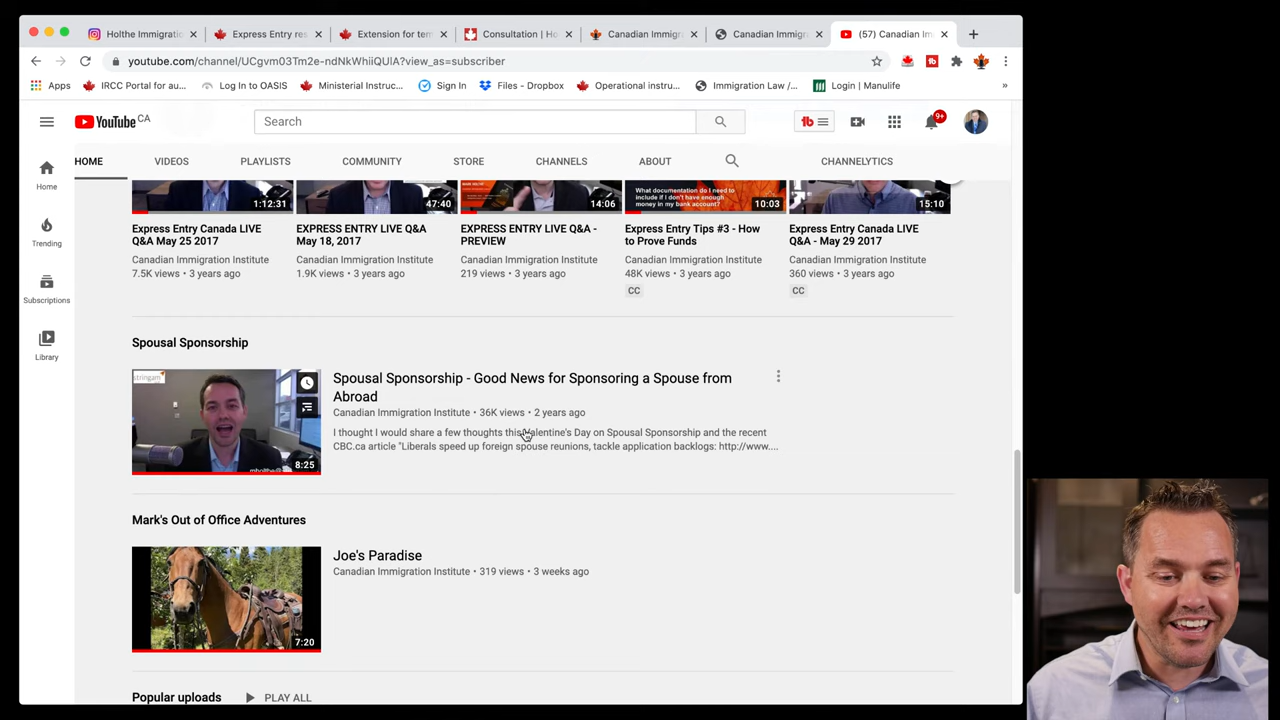 Holthe Immigratio
Express Entry res
Extension for tem
Consultation | Ho
Canadian Immigra
Canadian Immigra
(57) Canadian Im
youtube.com/channel/UCgvm03Tm2e-ndNkWhiiQUlA?view_as=subscriber
Apps
IRCC Portal for au...
Log In to OASIS
Ministerial Instruc...
Sign In
Files - Dropbox
Operational instru...
Immigration Law /...
Login | Manulife
»
YouTube CA
Search
tb
9+
HOME
VIDEOS
PLAYLISTS
COMMUNITY
STORE
CHANNELS
ABOUT
CHANNELYTICS
Home
Trending
Subscriptions
Library
1:12:31
47:40
14:06
What documentation do I need to
include if I don't have enough
money in my bank account?
10:03
15:10
Express Entry Canada LIVE
Q&A May 25 2017
Canadian Immigration Institute
7.5K views • 3 years ago
EXPRESS ENTRY LIVE Q&A
May 18, 2017
Canadian Immigration Institute
1.9K views • 3 years ago
EXPRESS ENTRY LIVE Q&A -
PREVIEW
Canadian Immigration Institute
219 views • 3 years ago
Express Entry Tips #3 - How
to Prove Funds
Canadian Immigration Institute
48K views • 3 years ago
CC
Express Entry Canada LIVE
Q&A - May 29 2017
Canadian Immigration Institute
360 views • 3 years ago
CC
Spousal Sponsorship
stringam
8:25
Spousal Sponsorship - Good News for Sponsoring a Spouse from
Abroad
Canadian Immigration Institute • 36K views • 2 years ago
I thought I would share a few thoughts this Valentine's Day on Spousal Sponsorship and the recent
CBC.ca article "Liberals speed up foreign spouse reunions, tackle application backlogs: http://www....
Mark's Out of Office Adventures
7:20
Joe's Paradise
Canadian Immigration Institute • 319 views • 3 weeks ago
Popular uploads
PLAY ALL